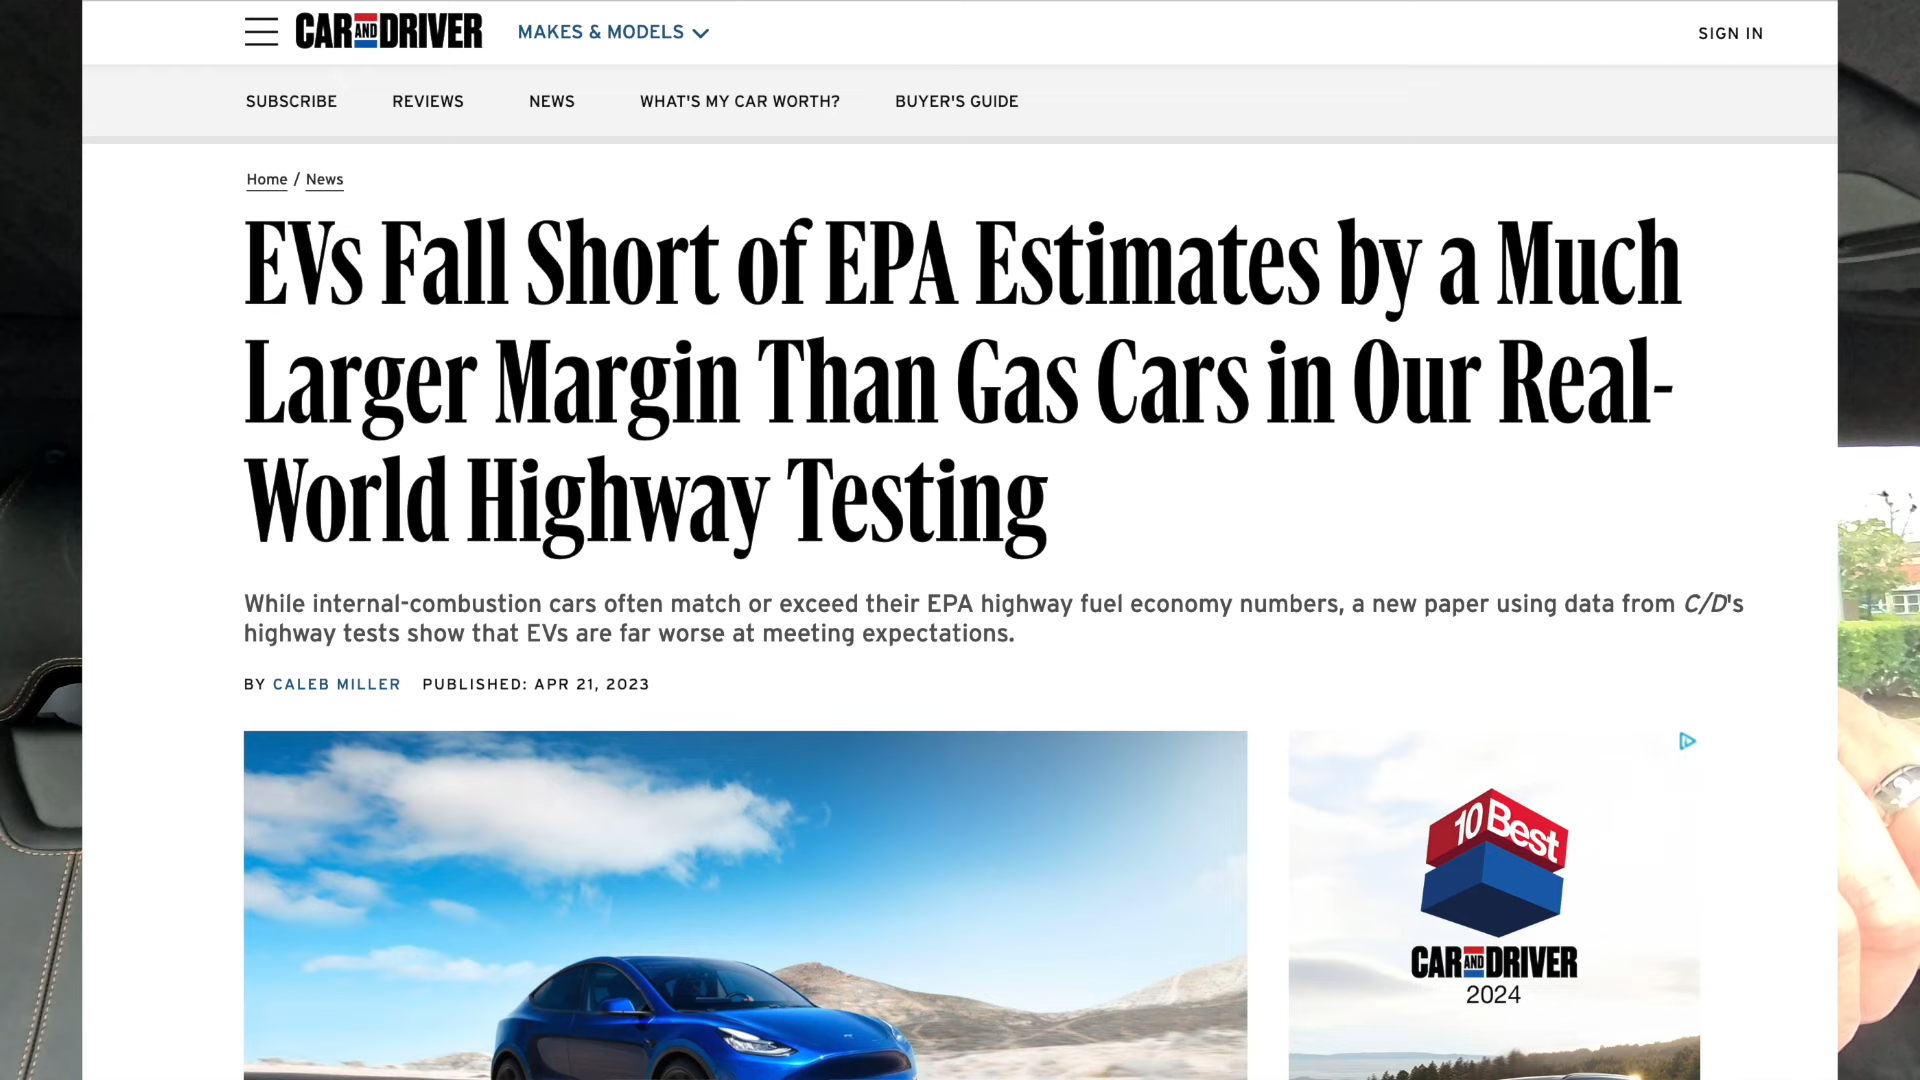 CAR AND DRIVER
MAKES & MODELS
SIGN IN
SUBSCRIBE
REVIEWS
NEWS
WHAT'S MY CAR WORTH?
BUYER'S GUIDE
Home / News
EVs Fall Short of EPA Estimates by a Much
Larger Margin Than Gas Cars in Our Real-
World Highway Testing
While internal-combustion cars often match or exceed their EPA highway fuel economy numbers, a new paper using data from C/D's
highway tests show that EVs are far worse at meeting expectations.
BY CALEB MILLER PUBLISHED: APR 21, 2023
10 Best
CAR AND DRIVER
2024